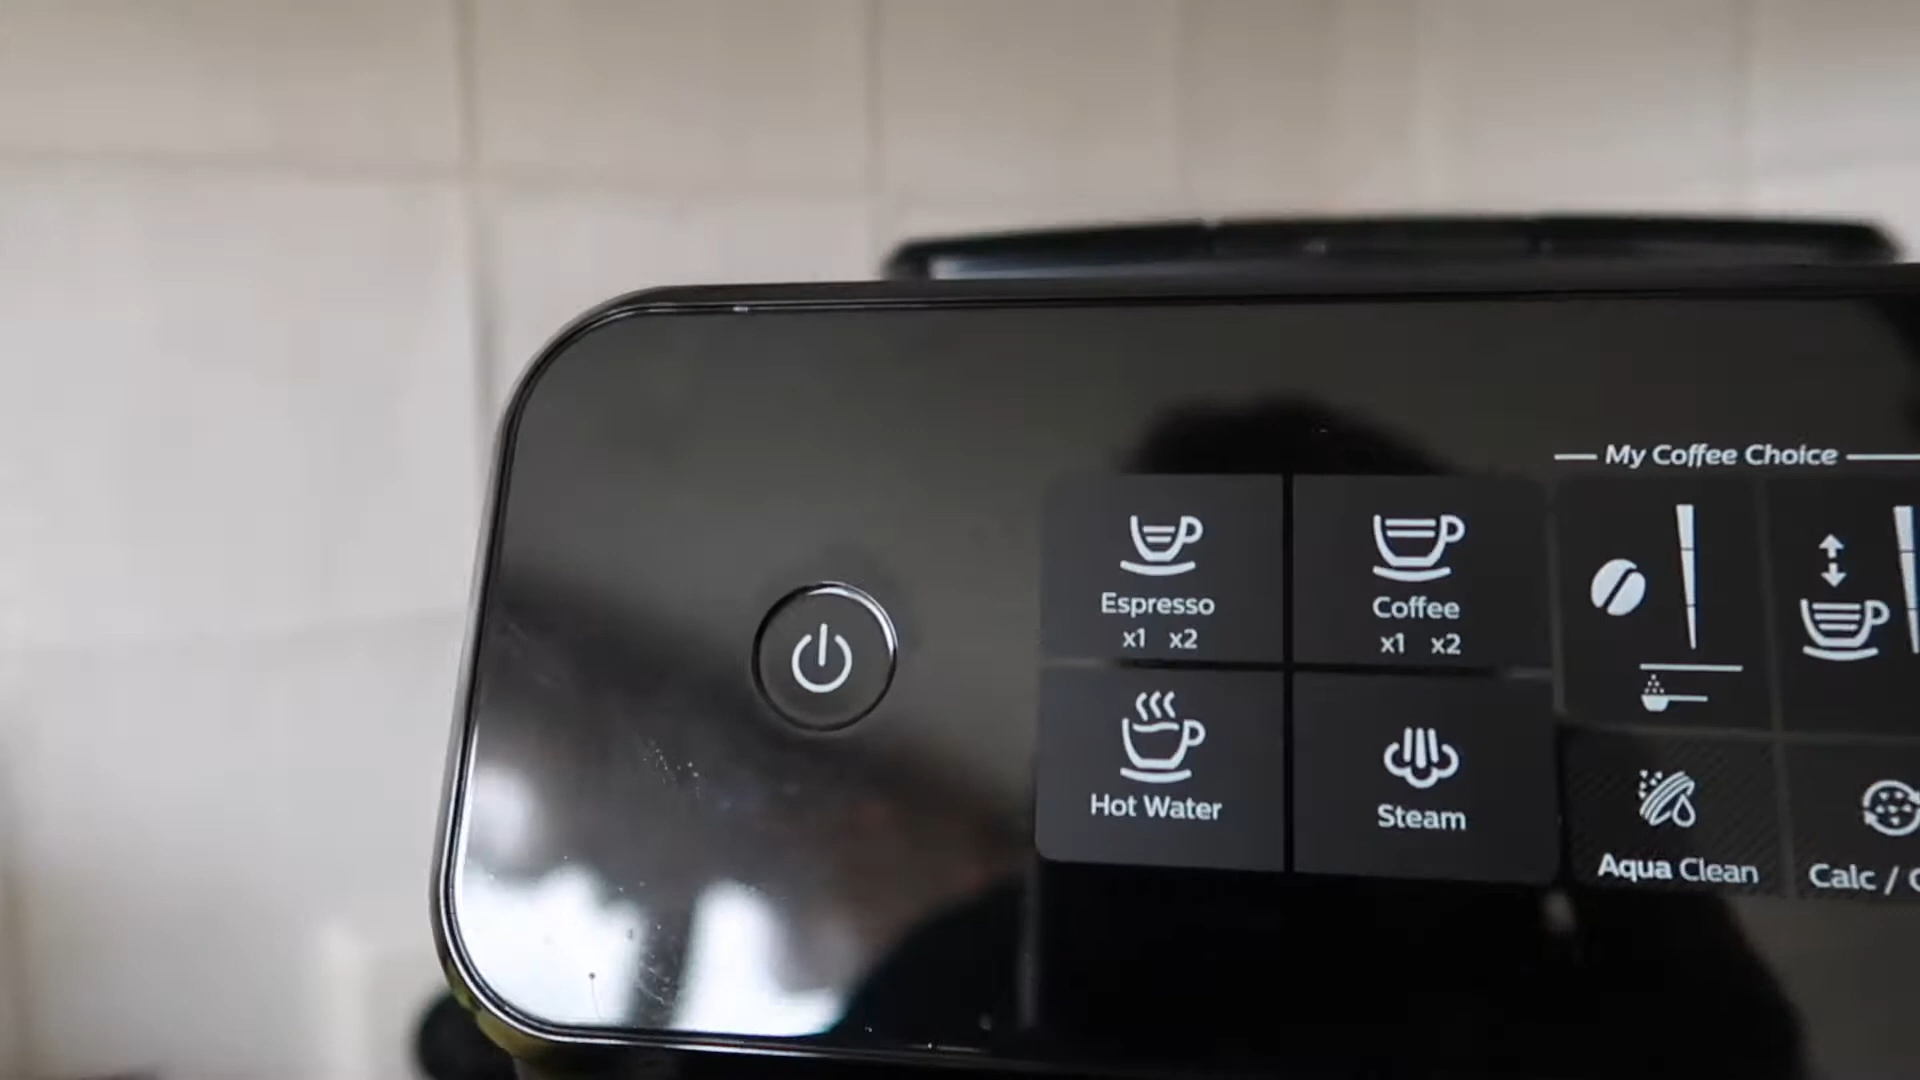 My Coffee Choice
Espresso
x1 x2
Coffee
x1 x2
Hot Water
Steam
Aqua Clean
Calc /